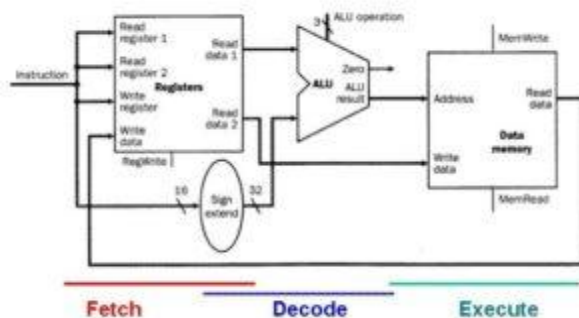 Instruction
Read
register 1
Read
register 2
Write
register
Write
data
Registers
Read
data 1
Read
data 2
RegWrite
16
Sign
extend
32
3
ALU operation
ALU
Zero
ALU
result
MemWrite
Address
Read
data
Data
memory
Write
data
MemRead
Fetch
Decode
Execute